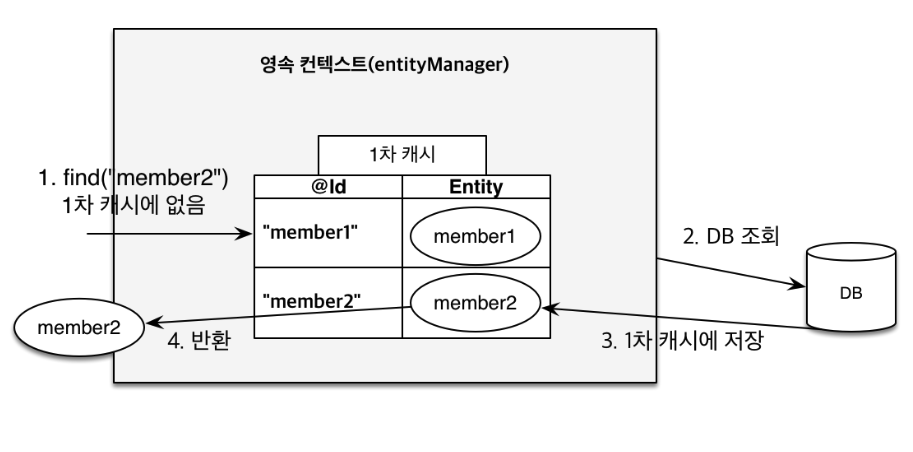 영속 컨텍스트(entityManager)
1차 캐시
1. find("member2")
1차 캐시에 없음
@Id
Entity
"member1"
member1
2. DB 조회
"member2"
member2
DB
member2
4. 반환
3. 1차 캐시에 저장